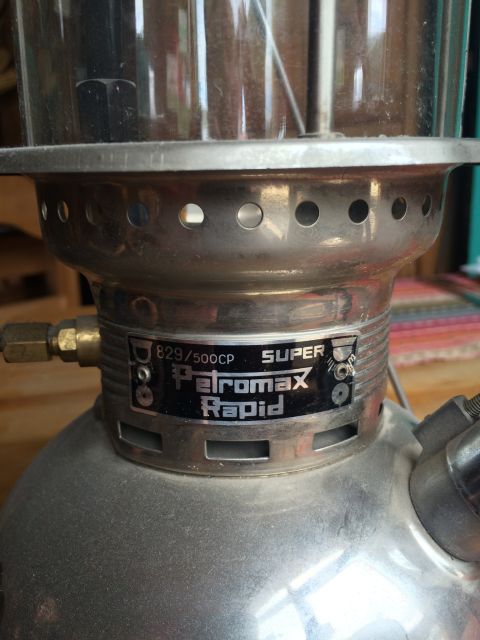 829/500CP SUPER
Petromax
Rapid